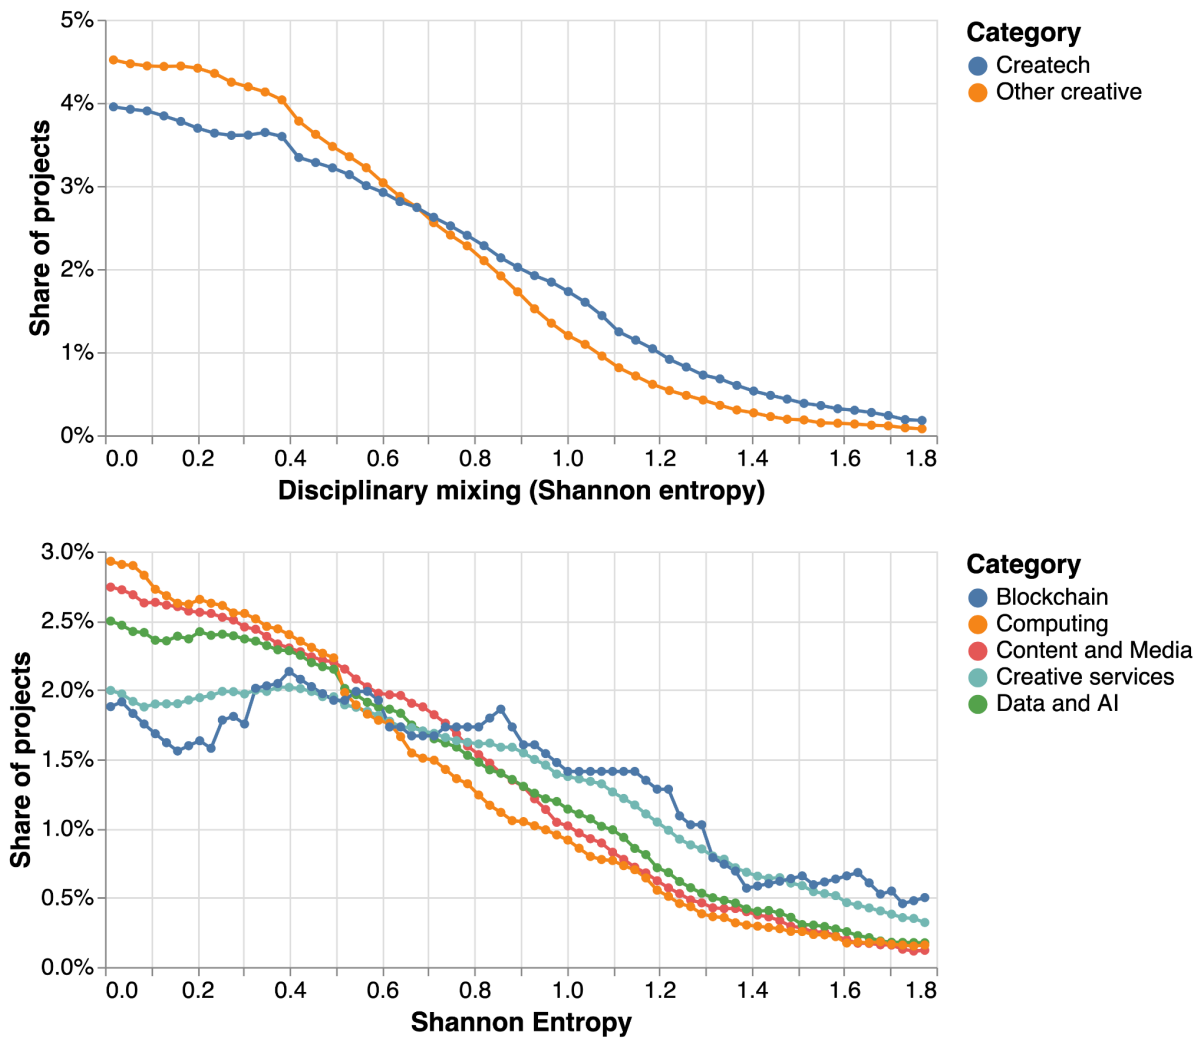 5%
4%
3%
2%
1%
0%
Share of projects
0.0 0.2 0.4 0.6 0.8 1.0 1.2 1.4 1.6 1.8
Disciplinary mixing (Shannon entropy)
Category
Createch
Other creative
3.0%
2.5%
2.0%
1.5%
1.0%
0.5%
0.0%
Share of projects
0.0 0.2 0.4 0.6 0.8 1.0 1.2 1.4 1.6 1.8
Shannon Entropy
Category
Blockchain
Computing
Content and Media
Creative services
Data and AI